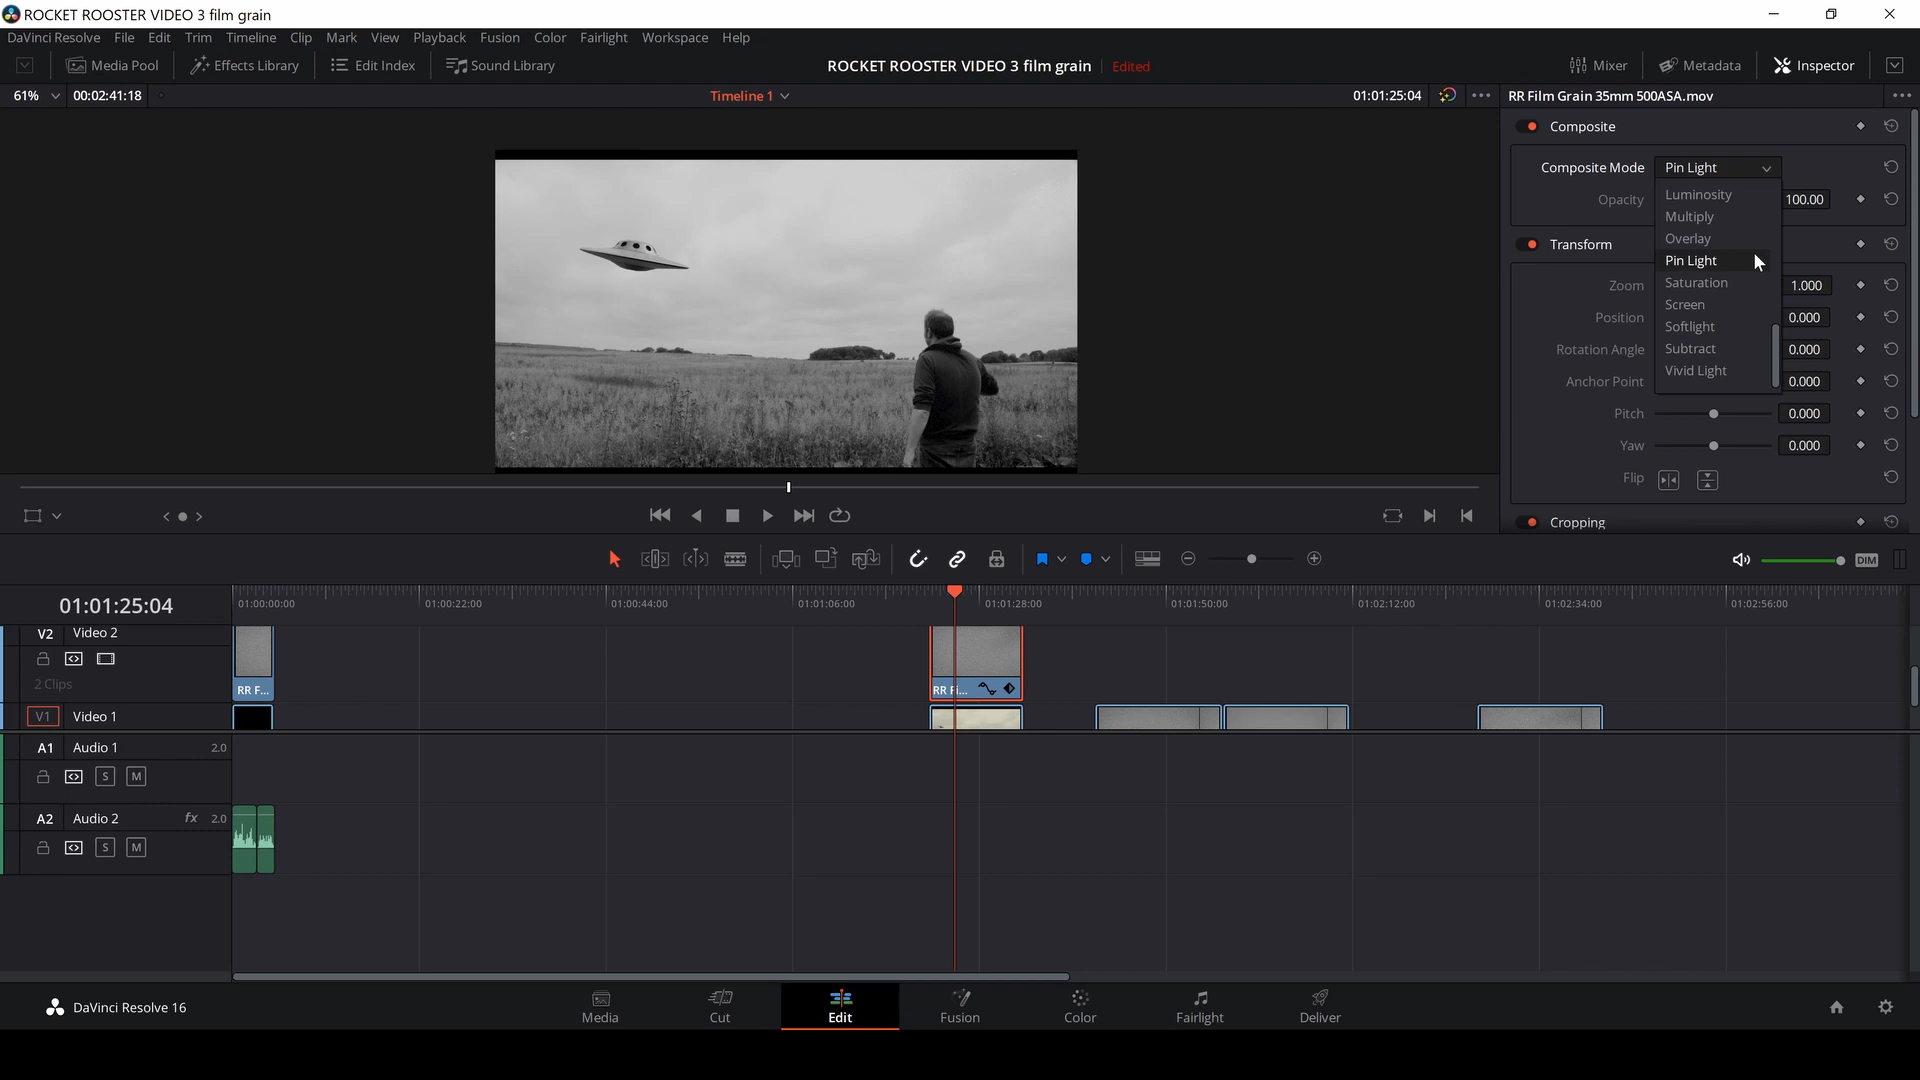 ROCKET ROOSTER VIDEO 3 film grain
DaVinci Resolve File Edit Trim Timeline Clip Mark View Playback Fusion Color Fairlight Workspace Help
Media Pool Effects Library Edit Index Sound Library ROCKET ROOSTER VIDEO 3 film grain Edited Mixer Metadata Inspector
61% 00:02:41:18 Timeline 1 01:01:25:04 RR Film Grain 35mm 500ASA.mov
Composite
Composite Mode Pin Light
Luminosity
Opacity 100.00
Multiply
Overlay
Transform
Pin Light
Saturation
Zoom 1.000
Screen
Position 0.000
Softlight
Rotation Angle 0.000
Subtract
Vivid Light
Anchor Point 0.000
Pitch 0.000
Yaw 0.000
Flip
Cropping
DIM
01:01:25:04 01:00:00:00 01:00:22:00 01:00:44:00 01:01:06:00 01:01:28:00 01:01:50:00 01:02:12:00 01:02:34:00 01:02:56:00
V2 Video 2
2 Clips
RR F... RR Fi...
V1 Video 1
A1 Audio 1 2.0
S M
A2 Audio 2 fx 2.0
S M
DaVinci Resolve 16 Media Cut Edit Fusion Color Fairlight Deliver